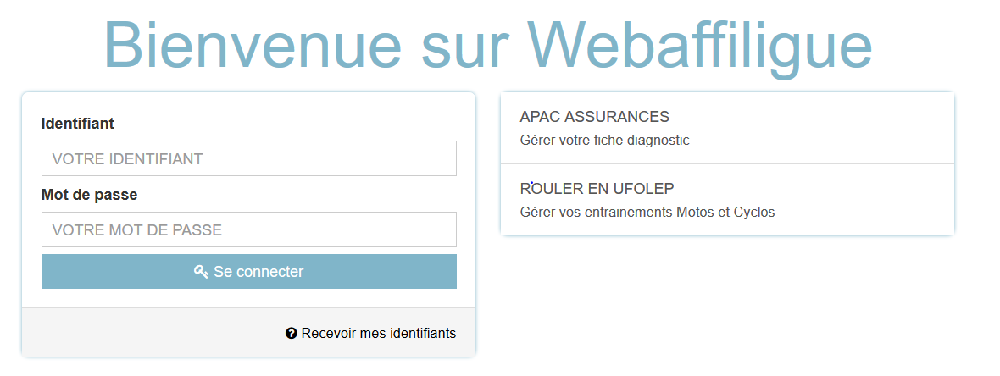 Bienvenue sur Webaffiligue
Identifiant
VOTRE IDENTIFIANT
Mot de passe
VOTRE MOT DE PASSE
Se connecter
Recevoir mes identifiants
APAC ASSURANCES
Gérer votre fiche diagnostic
ROULER EN UFOLEP
Gérer vos entrainements Motos et Cyclos